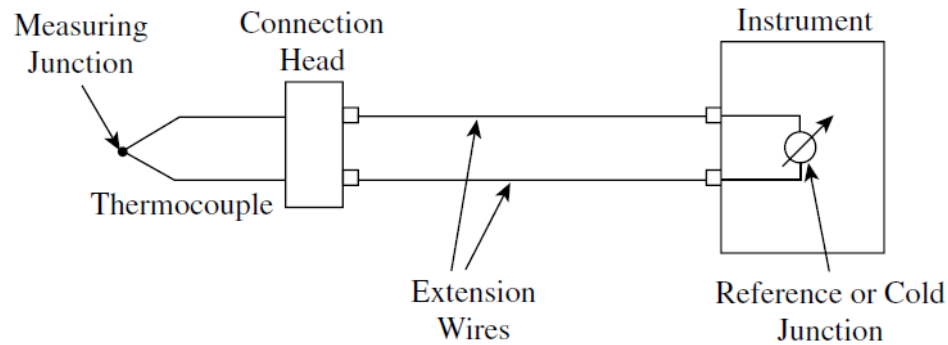 Measuring
Junction
Connection
Head
Instrument
Thermocouple
Extension
Wires
Reference or Cold
Junction